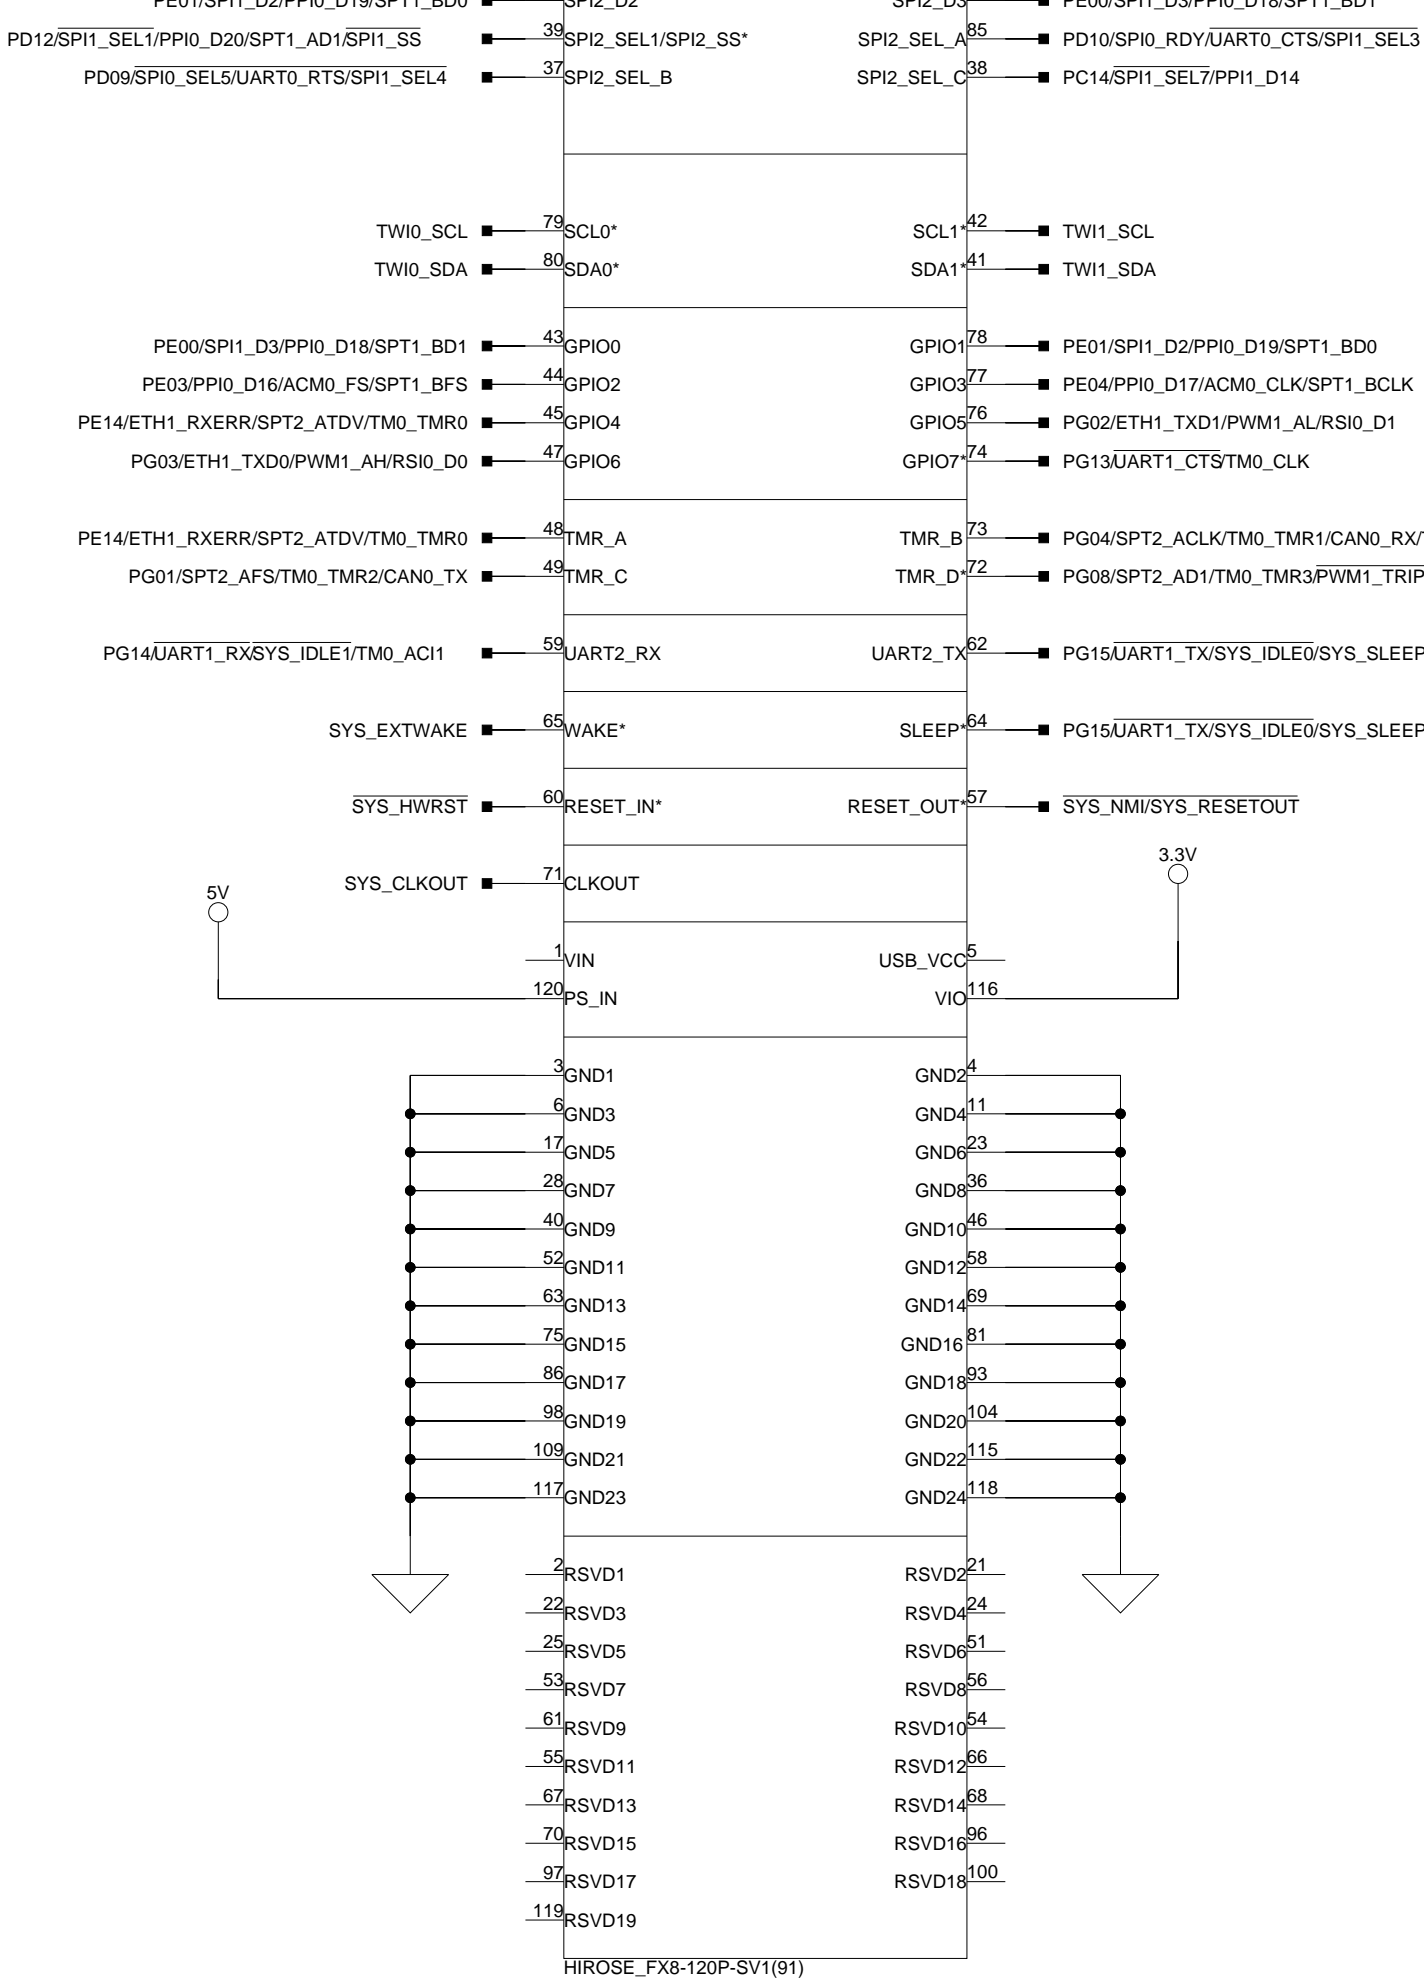 PE01/SPI1_D2/PPI0_D19/SPT1_BD0 SPI2_D2 SPI2_D3 PE00/SPI1_D3/PPI0_D18/SPT1_BD1
PD12/SPI1_SEL1/PPI0_D20/SPT1_AD1/SPI1_SS 39 SPI2_SEL1/SPI2_SS* SPI2_SEL_A 85 PD10/SPI0_RDY/UART0_CTS/SPI1_SEL3
PD09/SPI0_SEL5/UART0_RTS/SPI1_SEL4 37 SPI2_SEL_B SPI2_SEL_C 38 PC14/SPI1_SEL7/PPI1_D14
TWI0_SCL 79 SCL0* SCL1* 42 TWI1_SCL
TWI0_SDA 80 SDA0* SDA1* 41 TWI1_SDA
PE00/SPI1_D3/PPI0_D18/SPT1_BD1 43 GPIO0 GPIO1 78 PE01/SPI1_D2/PPI0_D19/SPT1_BD0
PE03/PPI0_D16/ACM0_FS/SPT1_BFS 44 GPIO2 GPIO3 77 PE04/PPI0_D17/ACM0_CLK/SPT1_BCLK
PE14/ETH1_RXERR/SPT2_ATDV/TM0_TMR0 45 GPIO4 GPIO5 76 PG02/ETH1_TXD1/PWM1_AL/RSI0_D1
PG03/ETH1_TXD0/PWM1_AH/RSI0_D0 47 GPIO6 GPIO7* 74 PG13/UART1_CTS/TM0_CLK
PE14/ETH1_RXERR/SPT2_ATDV/TM0_TMR0 48 TMR_A TMR_B 73 PG04/SPT2_ACLK/TM0_TMR1/CAN0_RX/
PG01/SPT2_AFS/TM0_TMR2/CAN0_TX 49 TMR_C TMR_D* 72 PG08/SPT2_AD1/TM0_TMR3/PWM1_TRIP
PG14/UART1_RX/SYS_IDLE1/TM0_ACI1 59 UART2_RX UART2_TX 62 PG15/UART1_TX/SYS_IDLE0/SYS_SLEEP
SYS_EXTWAKE 65 WAKE* SLEEP* 64 PG15/UART1_TX/SYS_IDLE0/SYS_SLEEP
SYS_HWRST 60 RESET_IN* RESET_OUT* 57 SYS_NMI/SYS_RESETOUT
3.3V
SYS_CLKOUT 71 CLKOUT
5V
1 VIN USB_VCC 5
120 PS_IN VIO 116
3 GND1 GND2 4
6 GND3 GND4 11
17 GND5 GND6 23
28 GND7 GND8 36
40 GND9 GND10 46
52 GND11 GND12 58
63 GND13 GND14 69
75 GND15 GND16 81
86 GND17 GND18 93
98 GND19 GND20 104
109 GND21 GND22 115
117 GND23 GND24 118
2 RSVD1 RSVD2 21
22 RSVD3 RSVD4 24
25 RSVD5 RSVD6 51
53 RSVD7 RSVD8 56
61 RSVD9 RSVD10 54
55 RSVD11 RSVD12 66
67 RSVD13 RSVD14 68
70 RSVD15 RSVD16 96
97 RSVD17 RSVD18 100
119 RSVD19
HIROSE_FX8-120P-SV1(91)